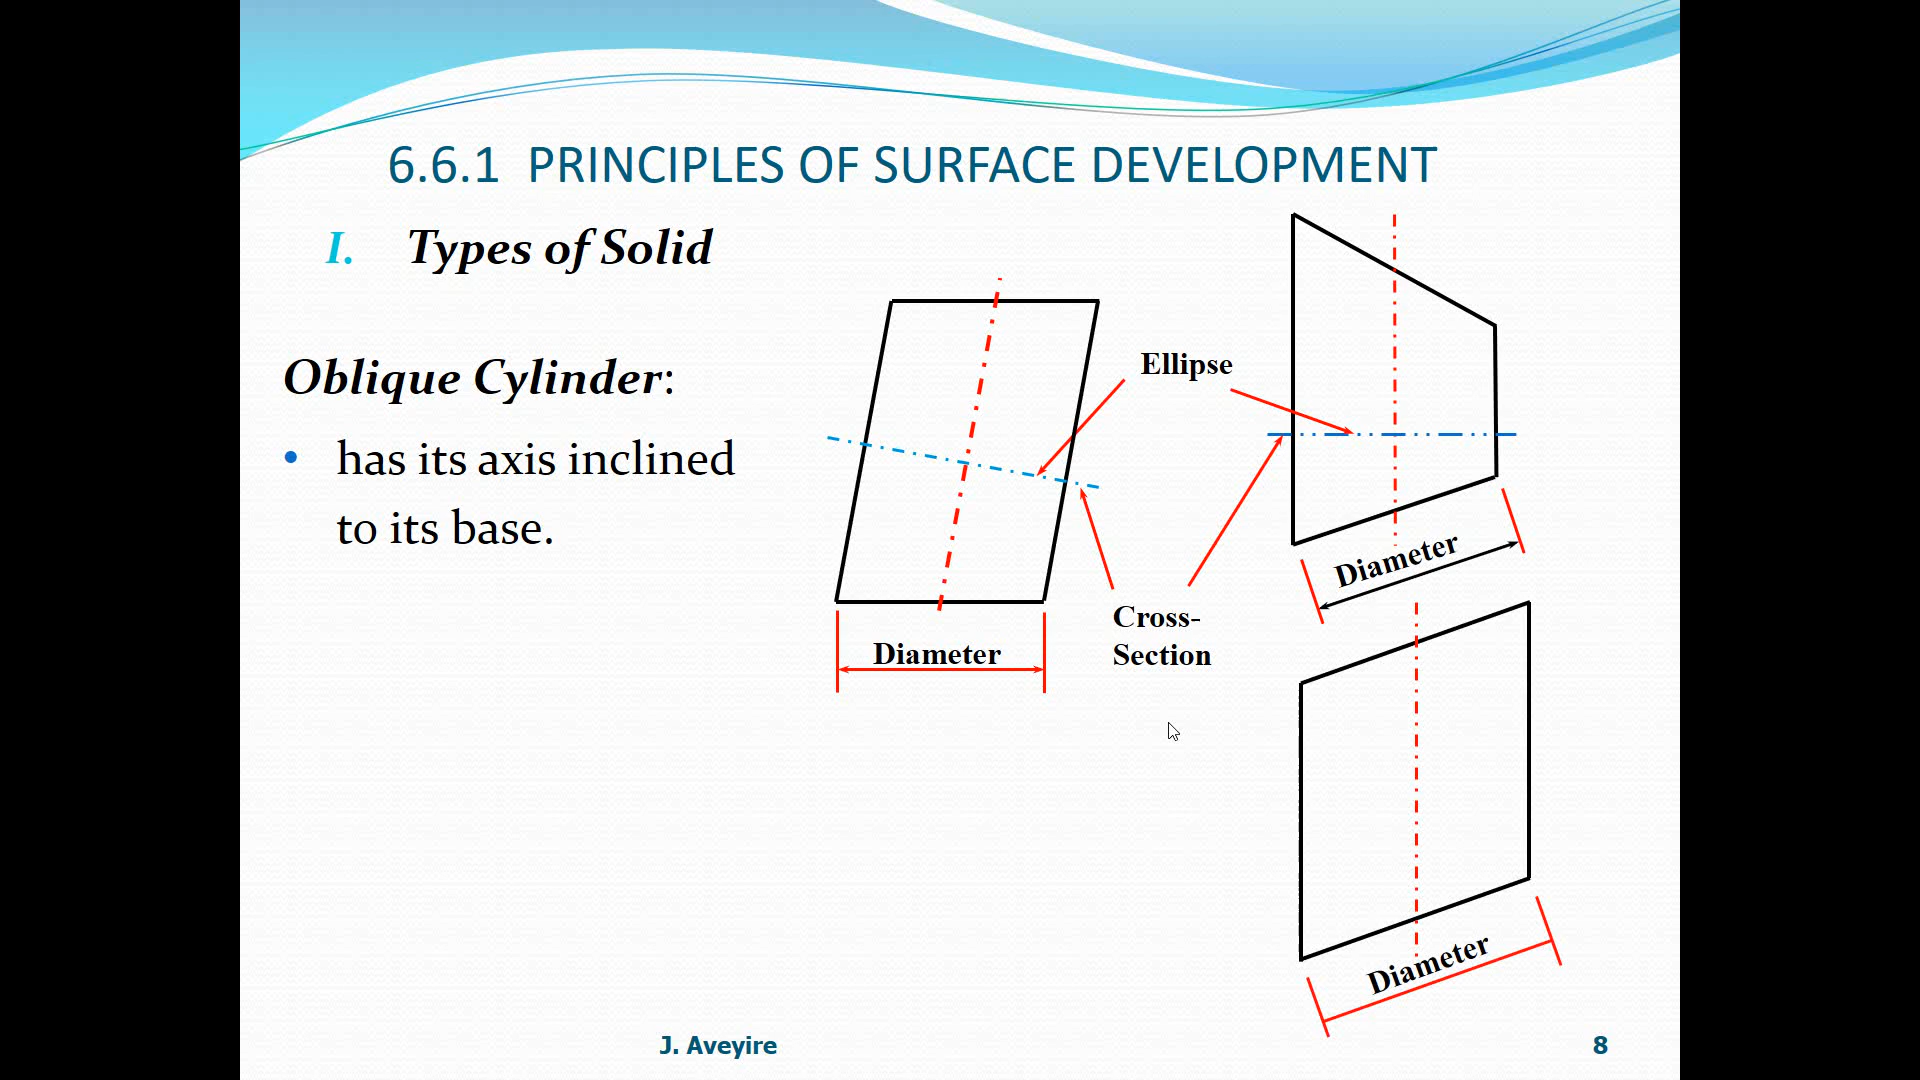 6.6.1 PRINCIPLES OF SURFACE DEVELOPMENT
I. Types of Solid
Oblique Cylinder:
• has its axis inclined
to its base.
Ellipse
Cross-
Section
Diameter
Diameter
Diameter
J. Aveyire
8